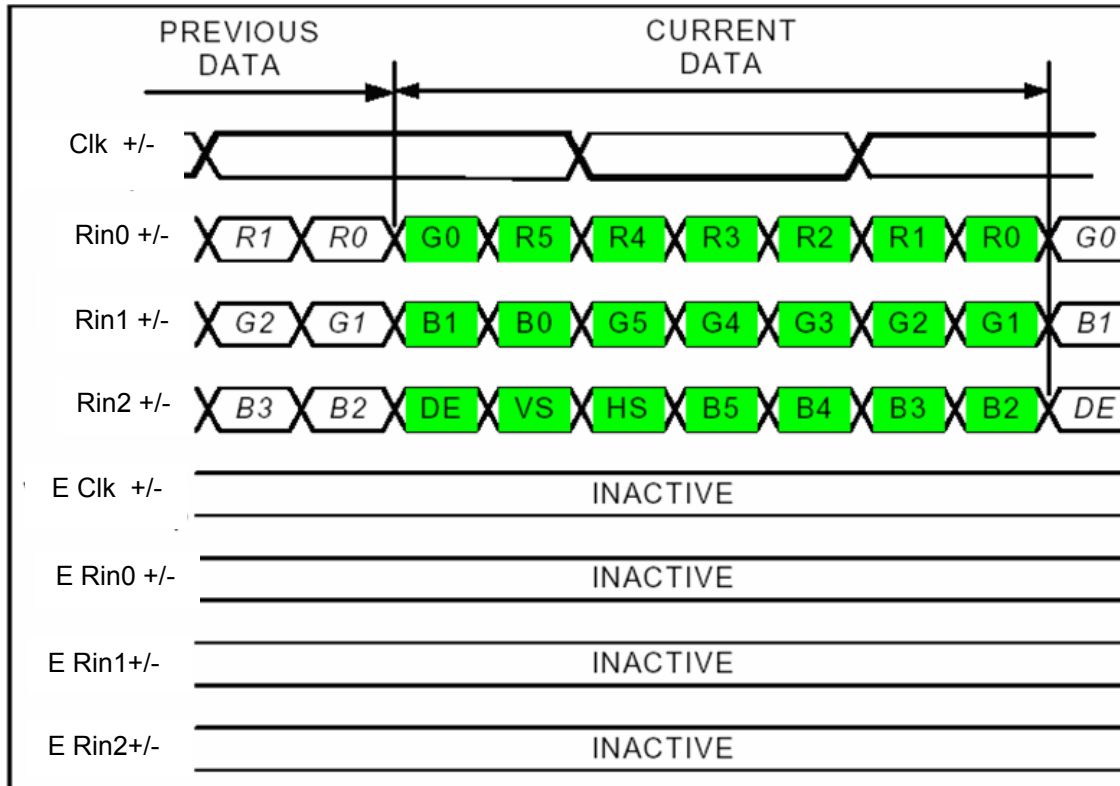 PREVIOUS DATA
CURRENT DATA
Clk +/-
Rin0 +/- R1 R0 G0 R5 R4 R3 R2 R1 R0 G0
Rin1 +/- G2 G1 B1 B0 G5 G4 G3 G2 G1 B1
Rin2 +/- B3 B2 DE VS HS B5 B4 B3 B2 DE
E Clk +/- INACTIVE
E Rin0 +/- INACTIVE
E Rin1+/- INACTIVE
E Rin2+/- INACTIVE